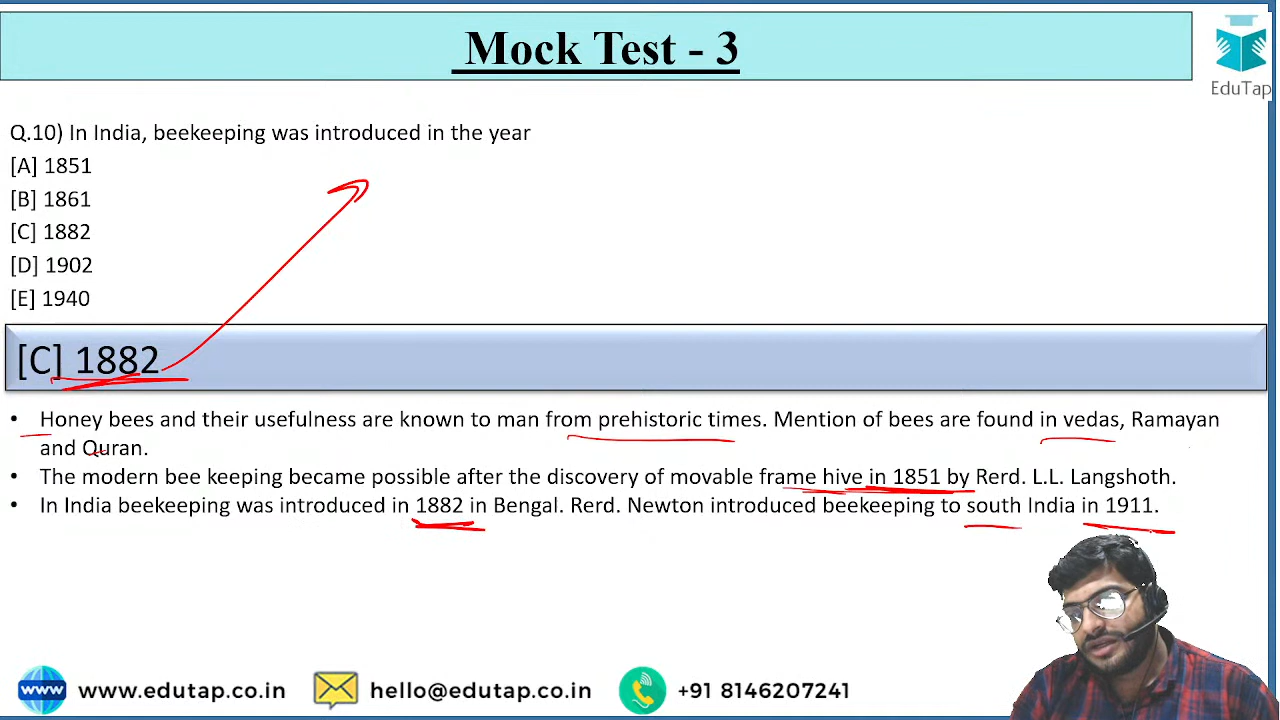 Mock Test - 3
EduTap
Q.10) In India, beekeeping was introduced in the year
[A] 1851
[B] 1861
[C] 1882
[D] 1902
[E] 1940
[C] 1882
• Honey bees and their usefulness are known to man from prehistoric times. Mention of bees are found in vedas, Ramayan
and Quran.
• The modern bee keeping became possible after the discovery of movable frame hive in 1851 by Rerd. L.L. Langshoth.
• In India beekeeping was introduced in 1882 in Bengal. Rerd. Newton introduced beekeeping to south India in 1911.
www www.edutap.co.in hello@edutap.co.in +91 8146207241